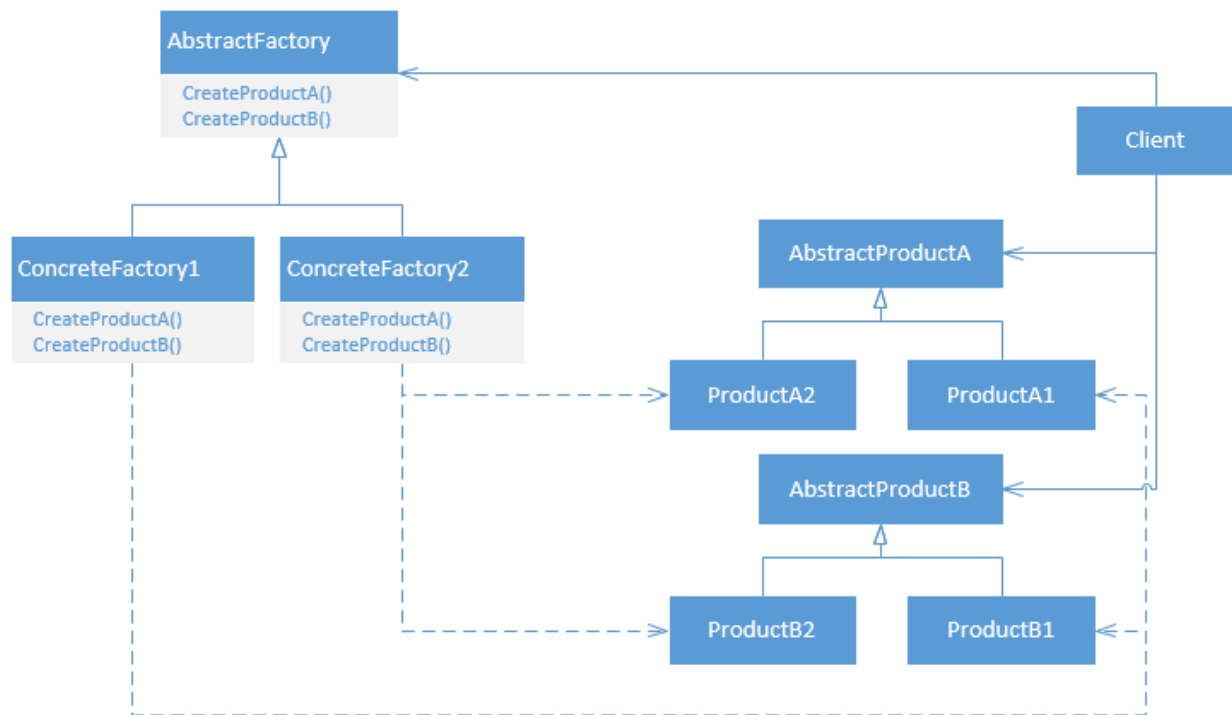 AbstractFactory
CreateProductA()
CreateProductB()
Client
ConcreteFactory1
CreateProductA()
CreateProductB()
ConcreteFactory2
CreateProductA()
CreateProductB()
AbstractProductA
ProductA2
ProductA1
AbstractProductB
ProductB2
ProductB1